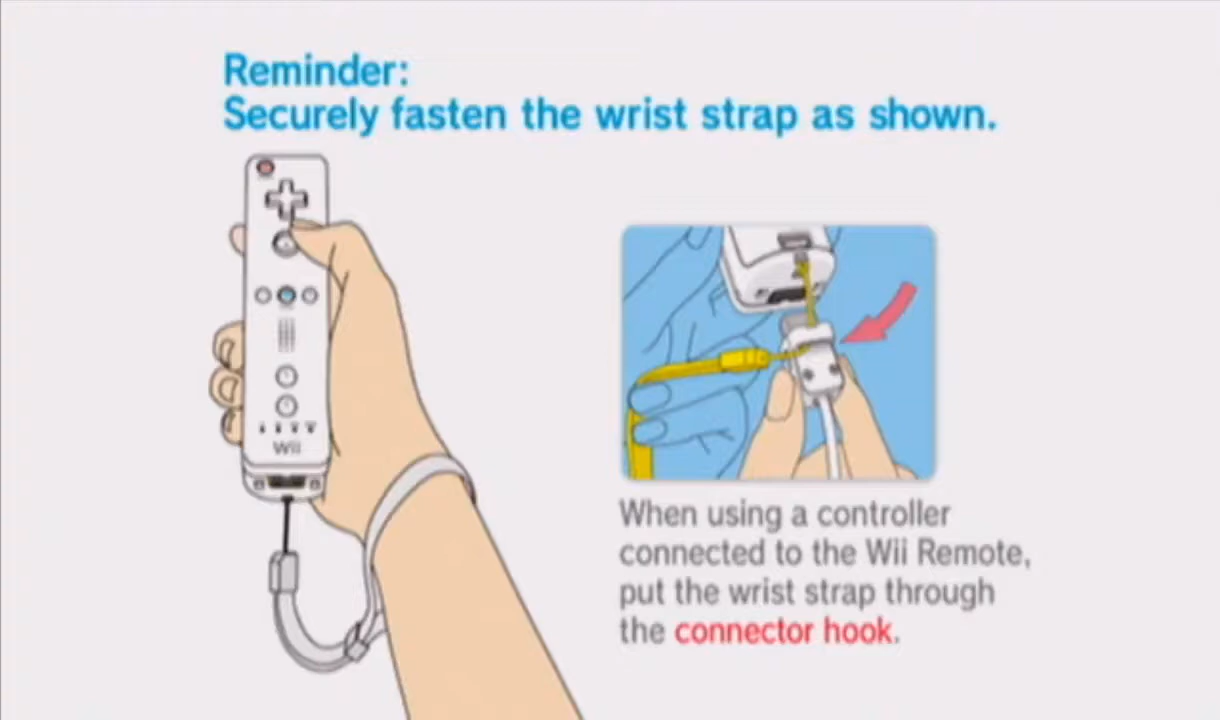 Reminder:
Securely fasten the wrist strap as shown.
Wii
When using a controller
connected to the Wii Remote,
put the wrist strap through
the connector hook.